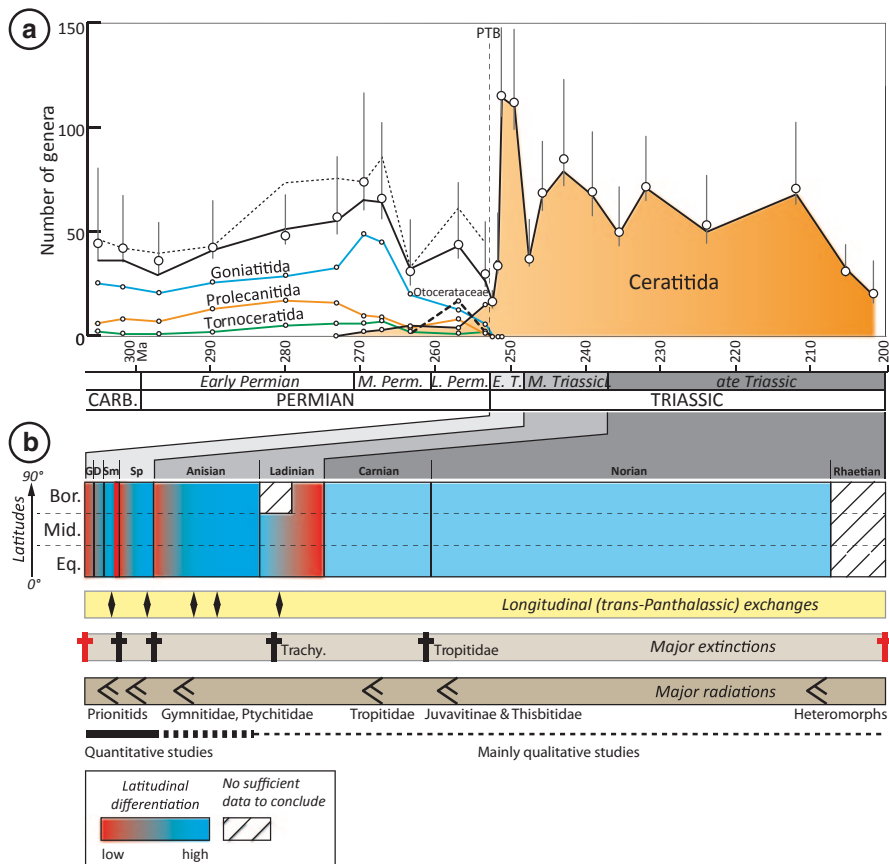 a
150
100
50
0
Number of genera
PTB
Goniatitida
Prolecanitida
Tornoceratida
Otocerataceae
Ceratitida
300 Ma 290 280 270 260 250 240 230 220 210 200
Early Permian M. Perm. L. Perm. E. T. M. Triassic L ate Triassic
CARB. PERMIAN TRIASSIC
b
G D Sm Sp Anisian Ladinian Carnian Norian Rhaetian
90°
Latitudes
0°
Bor.
Mid.
Eq.
Longitudinal (trans-Panthalassic) exchanges
Trachy. Tropitidae Major extinctions
Major radiations
Prionitids Gymnitidae, Ptychitidae Tropitidae Juvavitinae & Thisbitidae Heteromorphs
Quantitative studies Mainly qualitative studies
Latitudinal
differentiation
low high
No sufficient
data to conclude